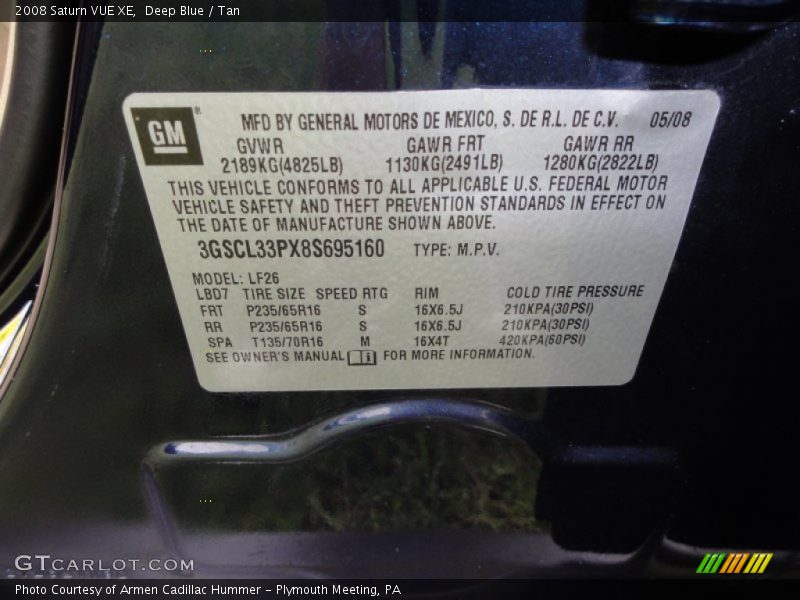 2008 Saturn VUE XE, Deep Blue / Tan
GM ®
MFD BY GENERAL MOTORS DE MEXICO, S. DE R.L. DE C.V. 05/08
GVWR GAWR FRT GAWR RR
2189KG(4825LB) 1130KG(2491LB) 1280KG(2822LB)
THIS VEHICLE CONFORMS TO ALL APPLICABLE U.S. FEDERAL MOTOR
VEHICLE SAFETY AND THEFT PREVENTION STANDARDS IN EFFECT ON
THE DATE OF MANUFACTURE SHOWN ABOVE.
3GSCL33PX8S695160 TYPE: M.P.V.
MODEL: LF26
LBD7 TIRE SIZE SPEED RTG RIM COLD TIRE PRESSURE
FRT P235/65R16 S 16X6.5J 210KPA(30PSI)
RR P235/65R16 S 16X6.5J 210KPA(30PSI)
SPA T135/70R16 M 16X4T 420KPA(60PSI)
SEE OWNER'S MANUAL i FOR MORE INFORMATION.
GTCARLOT.COM
Photo Courtesy of Armen Cadillac Hummer - Plymouth Meeting, PA